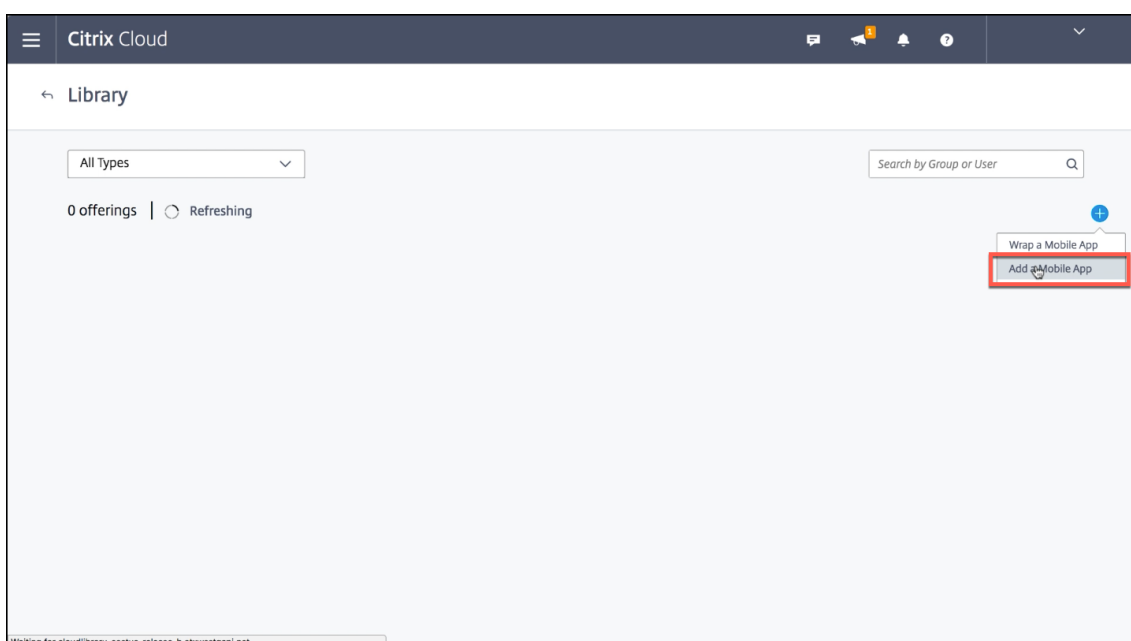 Citrix Cloud
1
?
Library
All Types
Search by Group or User
0 offerings | Refreshing
Wrap a Mobile App
Add a Mobile App